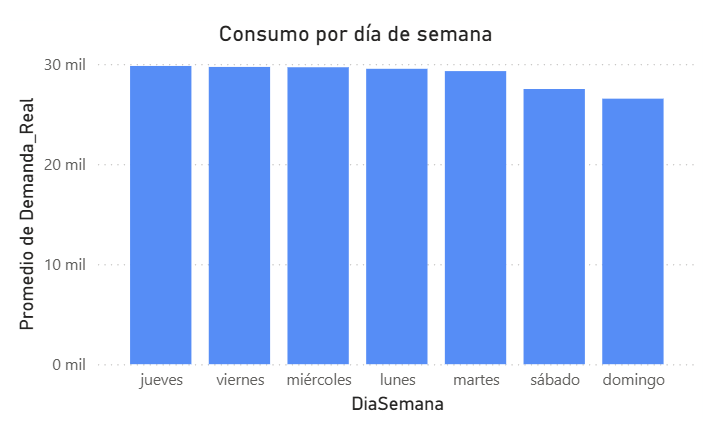 Consumo por día de semana
Promedio de Demanda_Real
30 mil
20 mil
10 mil
0 mil
jueves viernes miércoles lunes martes sábado domingo
DiaSemana